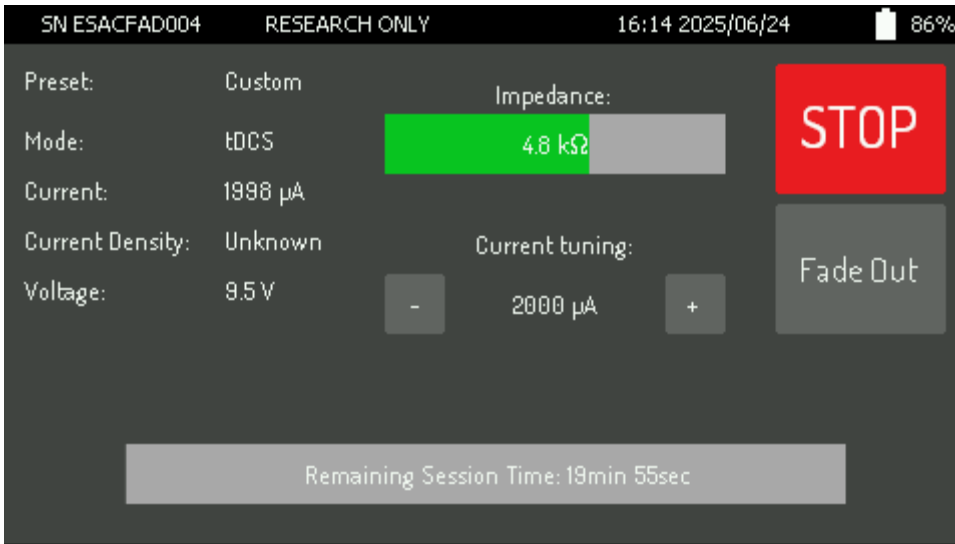 SN ESACFAD004 RESEARCH ONLY 16:14 2025/06/24 86%
Preset: Custom
Mode: tDCS
Current: 1998 µA
Current Density: Unknown
Voltage: 9.5 V
Impedance:
4.8 kΩ
Current tuning:
- 2000 µA +
STOP
Fade Out
Remaining Session Time: 19min 55sec